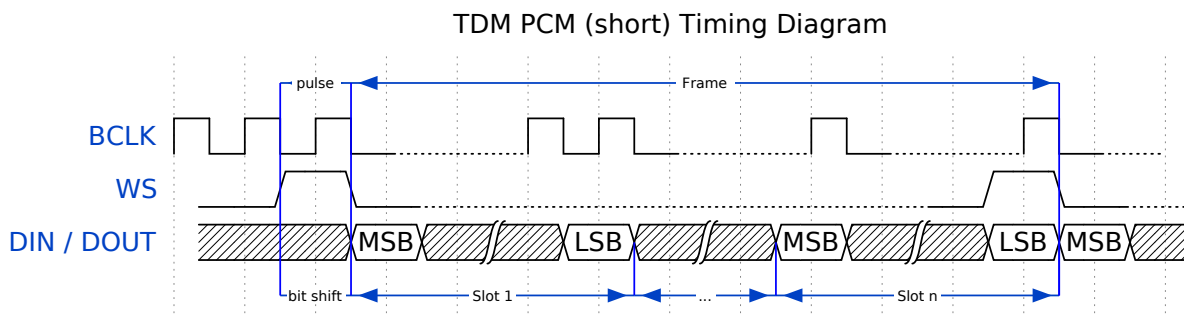 TDM PCM (short) Timing Diagram
pulse Frame
BCLK
WS
DIN / DOUT MSB LSB MSB LSB MSB
bit shift Slot 1 ... Slot n